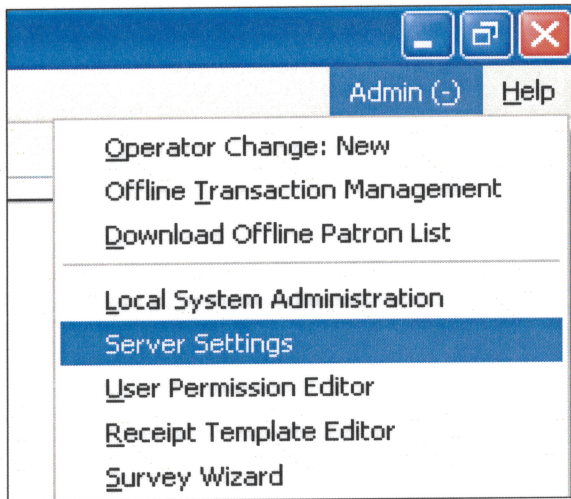 Admin (-) Help
Operator Change: New
Offline Transaction Management
Download Offline Patron List
Local System Administration
Server Settings
User Permission Editor
Receipt Template Editor
Survey Wizard